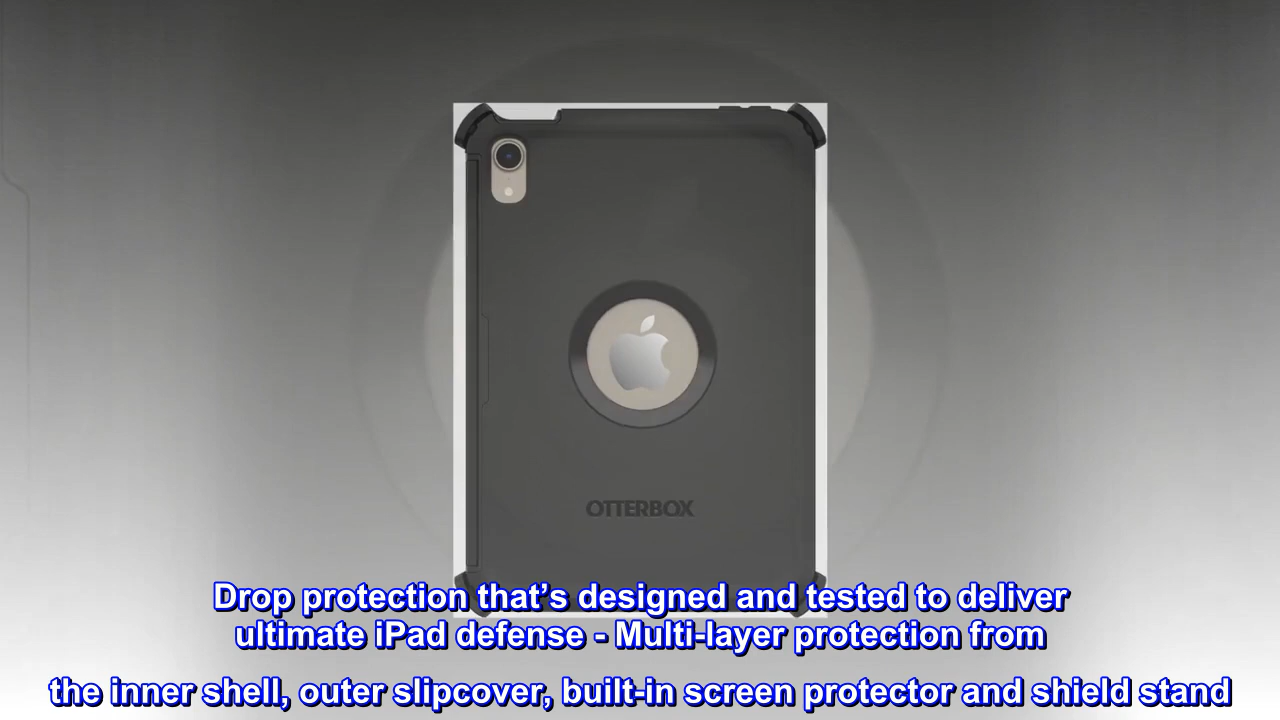 OTTERBOX
Drop protection that’s designed and tested to deliver
ultimate iPad defense - Multi-layer protection from
the inner shell, outer slipcover, built-in screen protector and shield stand